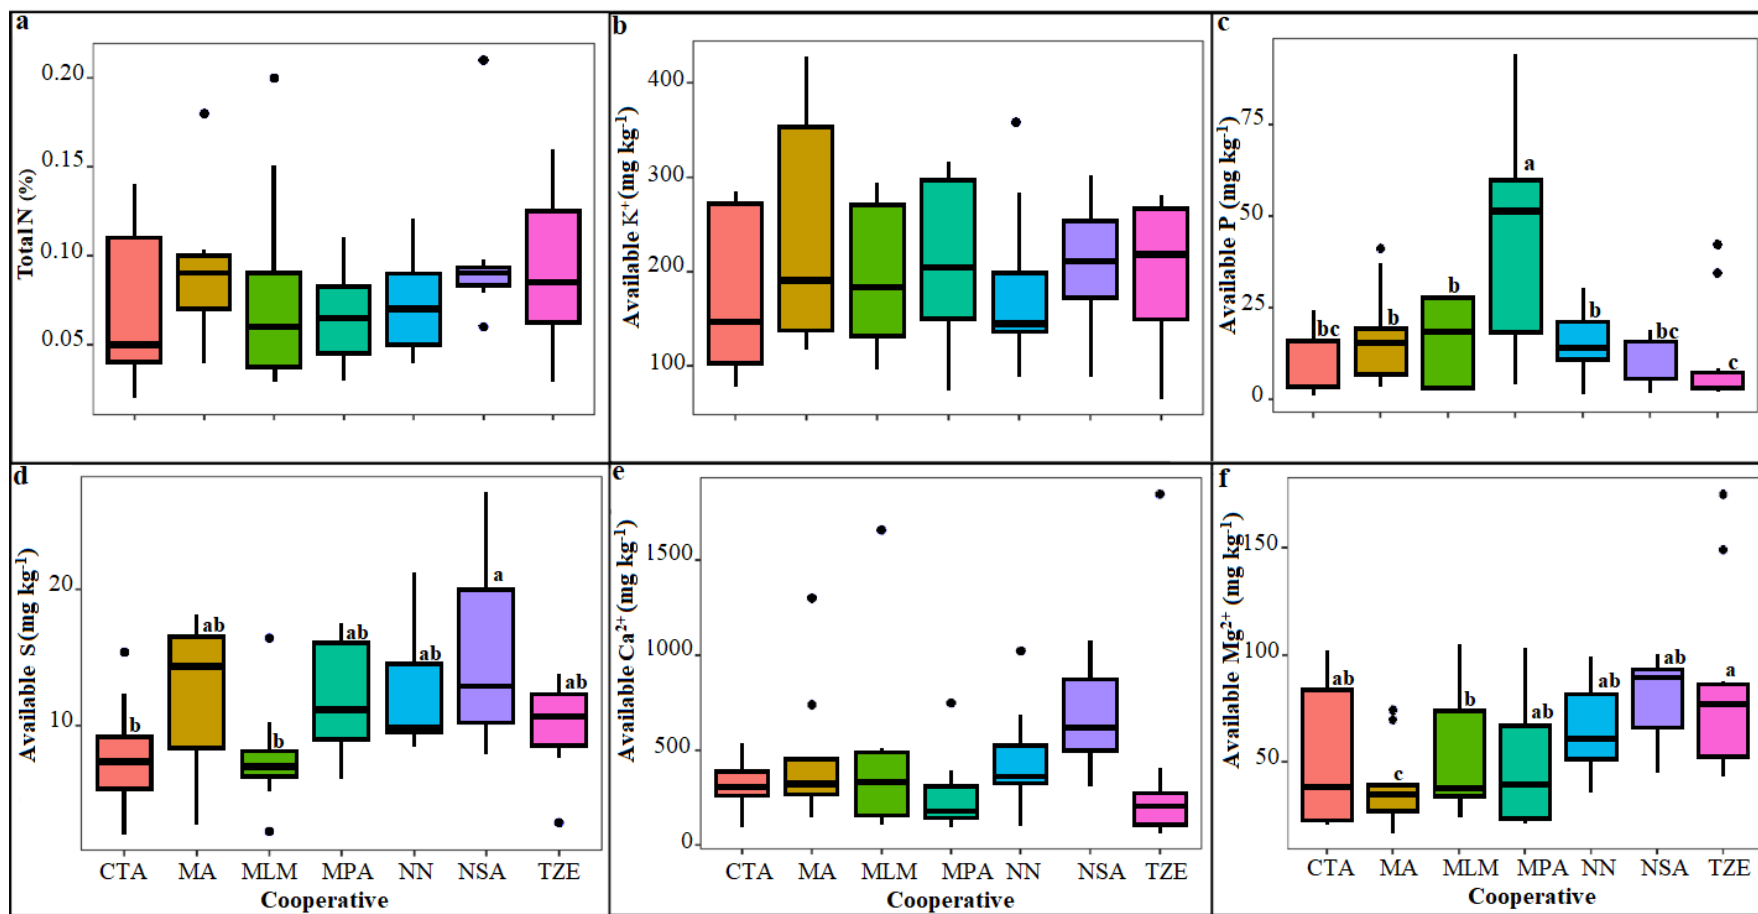 a
Total N (%)
0.20
0.15
0.10
0.05
b
Available K⁺(mg kg⁻¹)
400
300
200
100
c
Available P (mg kg⁻¹)
75
50
25
0
bc
b
b
a
b
bc
c
d
Available S (mg kg⁻¹)
20
10
b
ab
b
ab
ab
a
ab
CTA MA MLM MPA NN NSA TZE
Cooperative
e
Available Ca²⁺(mg kg⁻¹)
1500
1000
500
0
CTA MA MLM MPA NN NSA TZE
Cooperative
f
Available Mg²⁺ (mg kg⁻¹)
150
100
50
ab
c
b
ab
ab
ab
a
CTA MA MLM MPA NN NSA TZE
Cooperative